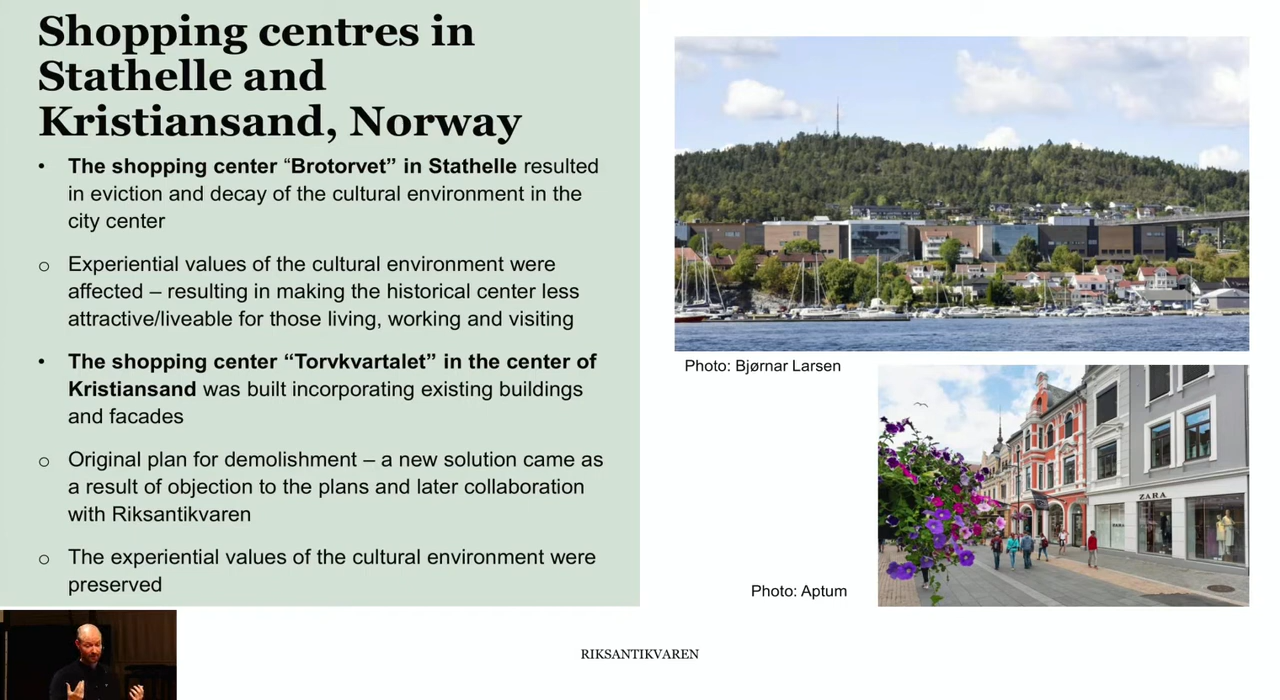 Shopping centres in
Stathelle and
Kristiansand, Norway
• The shopping center “Brotorvet” in Stathelle resulted
in eviction and decay of the cultural environment in the
city center
o Experiential values of the cultural environment were
affected – resulting in making the historical center less
attractive/liveable for those living, working and visiting
• The shopping center “Torvkvartalet” in the center of
Kristiansand was built incorporating existing buildings
and facades
o Original plan for demolishment – a new solution came as
a result of objection to the plans and later collaboration
with Riksantikvaren
o The experiential values of the cultural environment were
preserved
Photo: Bjørnar Larsen
ZARA
Photo: Aptum
RIKSANTIKVAREN